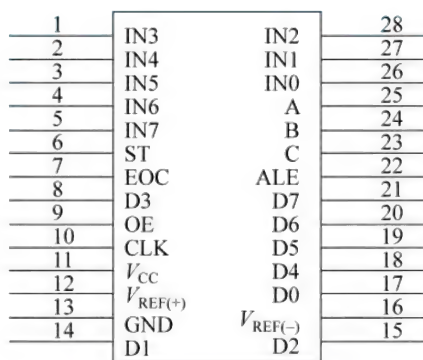 1 IN3 IN2 28
2 IN4 IN1 27
3 IN5 IN0 26
4 IN6 A 25
5 IN7 B 24
6 ST C 23
7 EOC ALE 22
8 D3 D7 21
9 OE D6 20
10 CLK D5 19
11 VCC D4 18
12 VREF(+) D0 17
13 GND VREF(−) 16
14 D1 D2 15